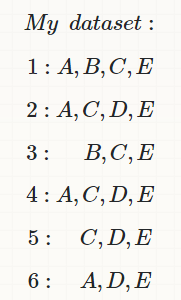 My dataset :
1 : A, B, C, E
2 : A, C, D, E
3 : B, C, E
4 : A, C, D, E
5 : C, D, E
6 : A, D, E